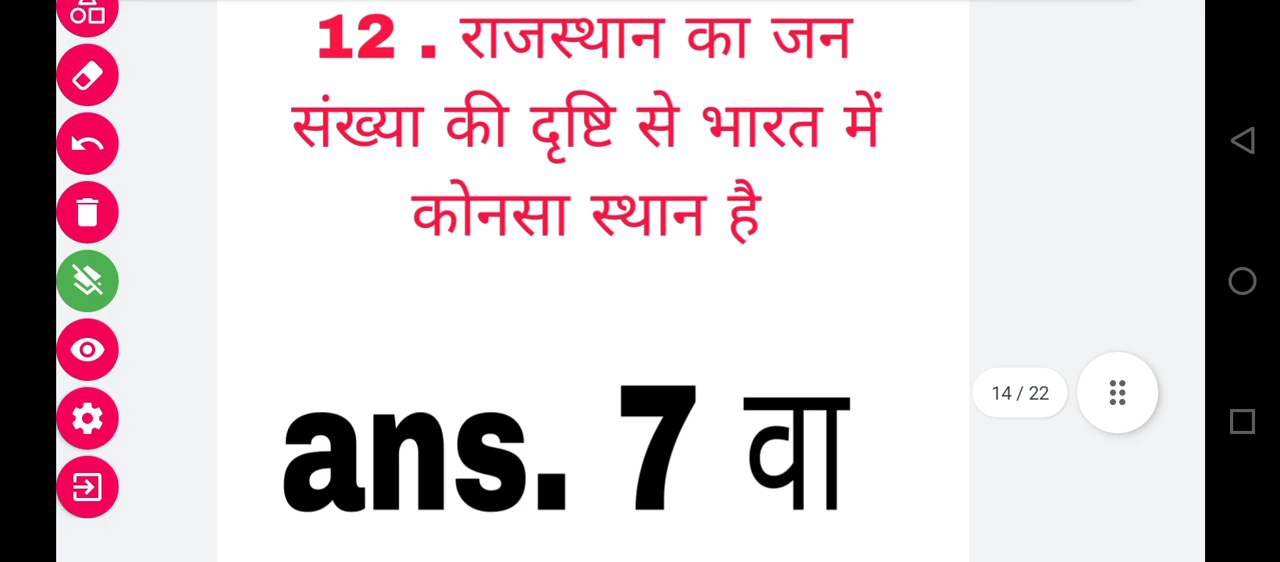 12 . राजस्थान का जन
संख्या की दृष्टि से भारत में
कोनसा स्थान है
ans. 7 वा
14 / 22